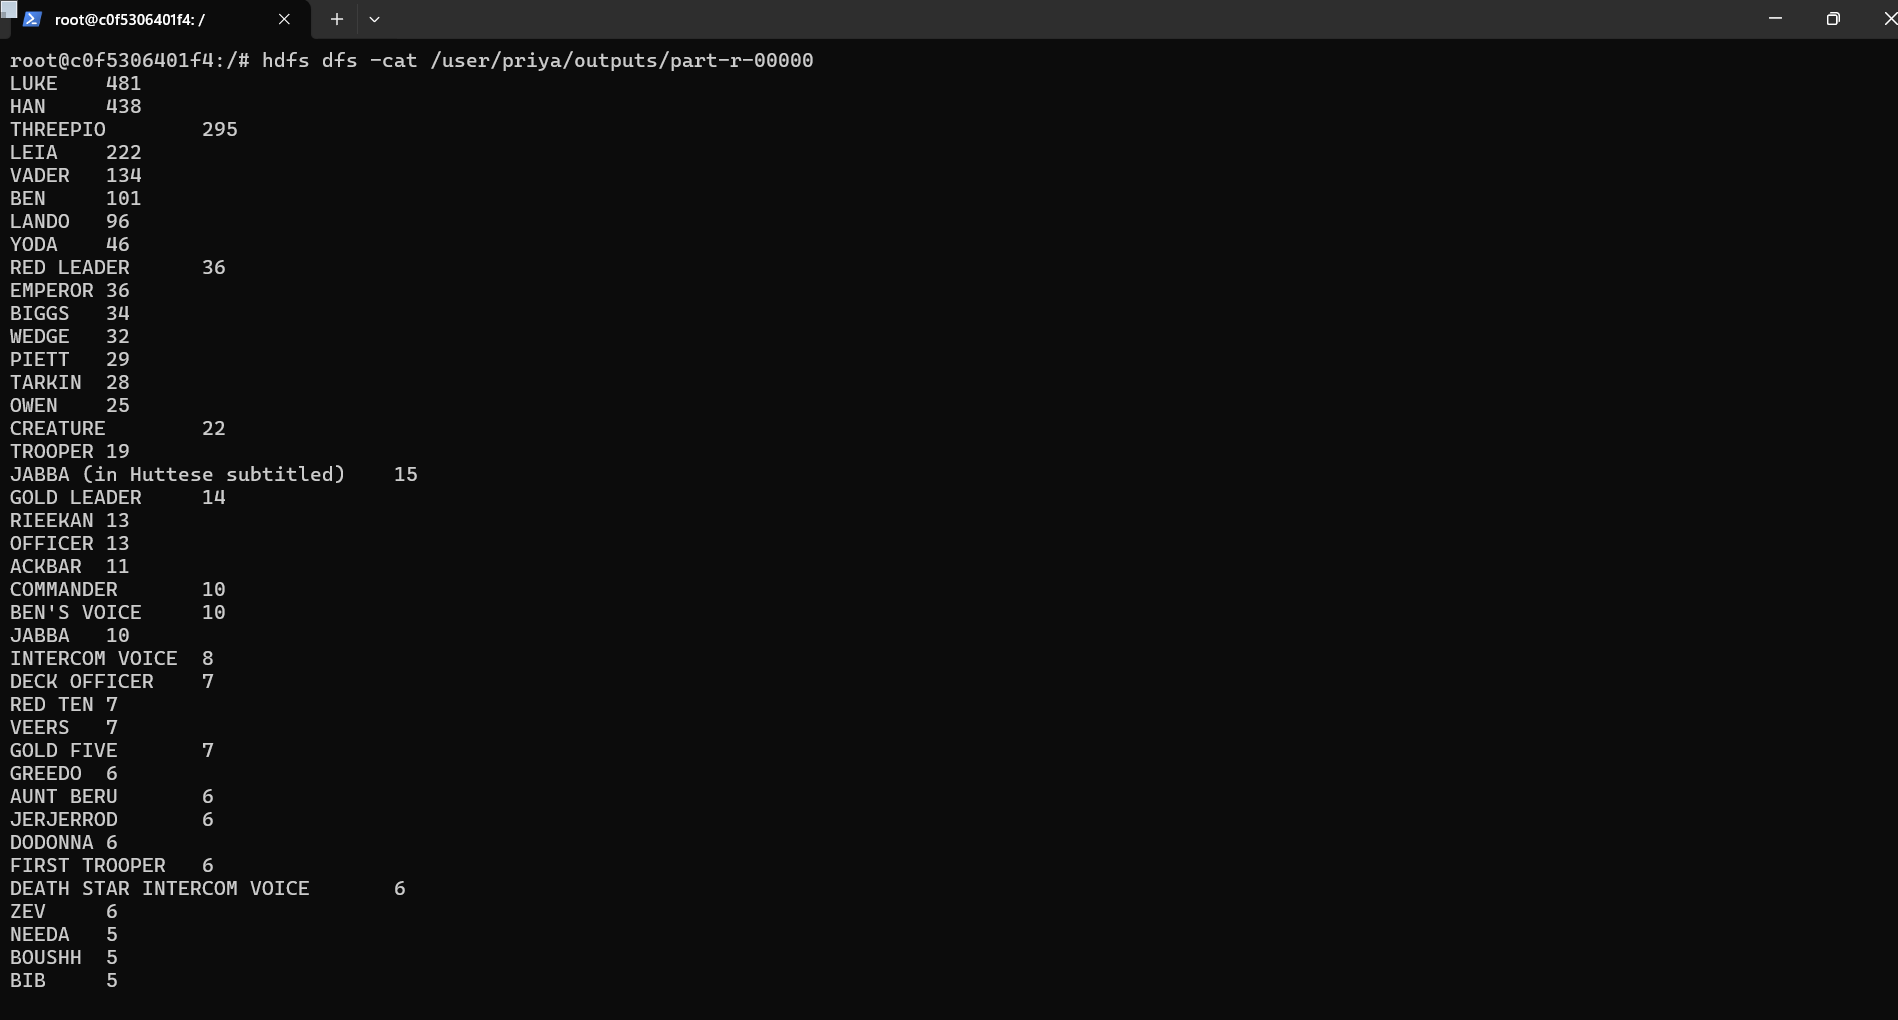 root@c0f5306401f4: /
root@c0f5306401f4:/# hdfs dfs -cat /user/priya/outputs/part-r-00000
LUKE	481
HAN	438
THREEPIO	295
LEIA	222
VADER	134
BEN	101
LANDO	96
YODA	46
RED LEADER	36
EMPEROR	36
BIGGS	34
WEDGE	32
PIETT	29
TARKIN	28
OWEN	25
CREATURE	22
TROOPER	19
JABBA (in Huttese subtitled)	15
GOLD LEADER	14
RIEEKAN	13
OFFICER	13
ACKBAR	11
COMMANDER	10
BEN'S VOICE	10
JABBA	10
INTERCOM VOICE	8
DECK OFFICER	7
RED TEN	7
VEERS	7
GOLD FIVE	7
GREEDO	6
AUNT BERU	6
JERJERROD	6
DODONNA	6
FIRST TROOPER	6
DEATH STAR INTERCOM VOICE	6
ZEV	6
NEEDA	5
BOUSHH	5
BIB	5